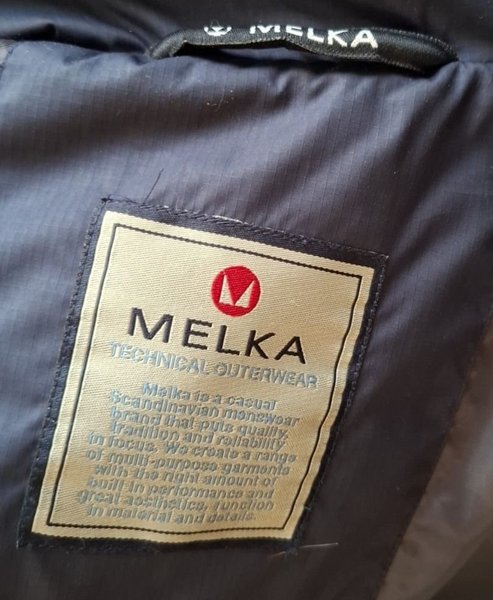 MELKA
MELKA
TECHNICAL OUTERWEAR
Melka is a casual
Scandinavian menswear
brand that puts quality,
tradition and reliability
in focus. We create a range
of multi-purpose garments
with the right amount of
built in performance and
great aesthetics, function
in material and details.